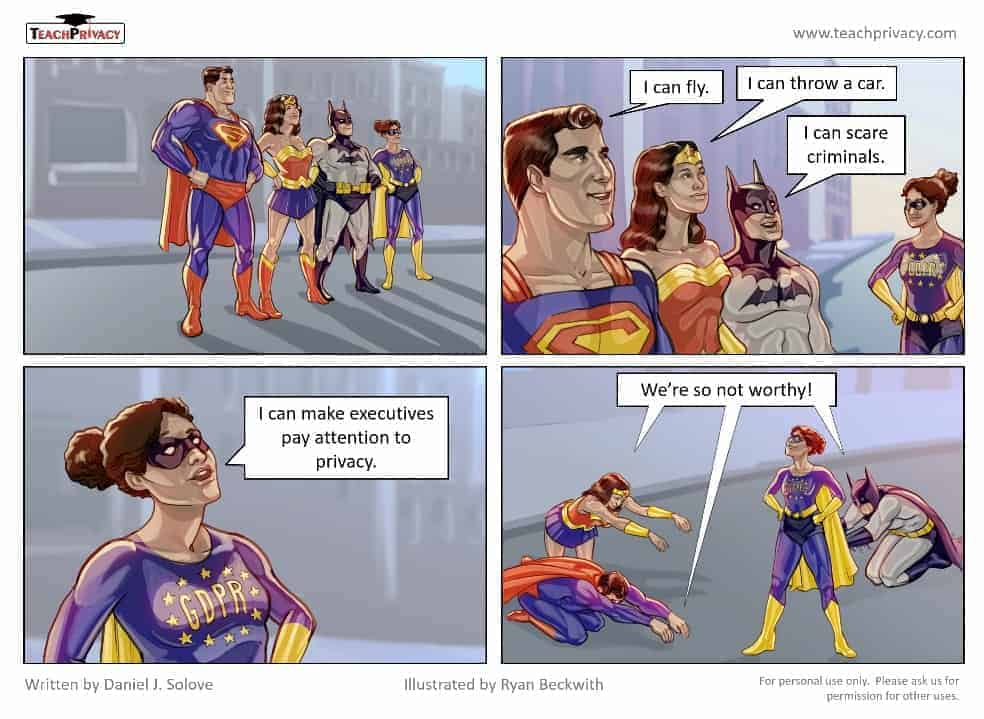 TEACHPRIVACY
www.teachprivacy.com
I can fly.
I can throw a car.
I can scare
criminals.
I can make executives
pay attention to
privacy.
GDPR
We're so not worthy!
Written by Daniel J. Solove
Illustrated by Ryan Beckwith
For personal use only. Please ask us for
permission for other uses.